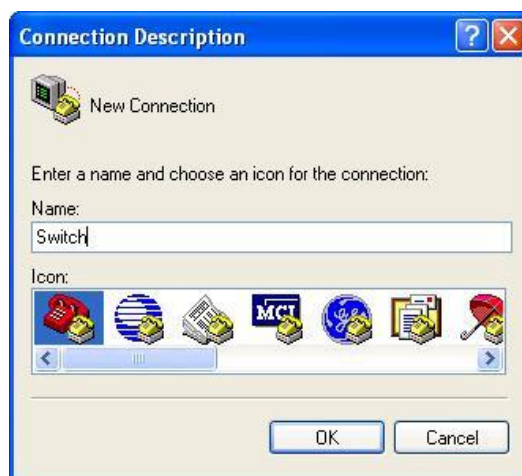 Connection Description
New Connection
Enter a name and choose an icon for the connection:
Name:
Switch
Icon:
MCI
OK
Cancel